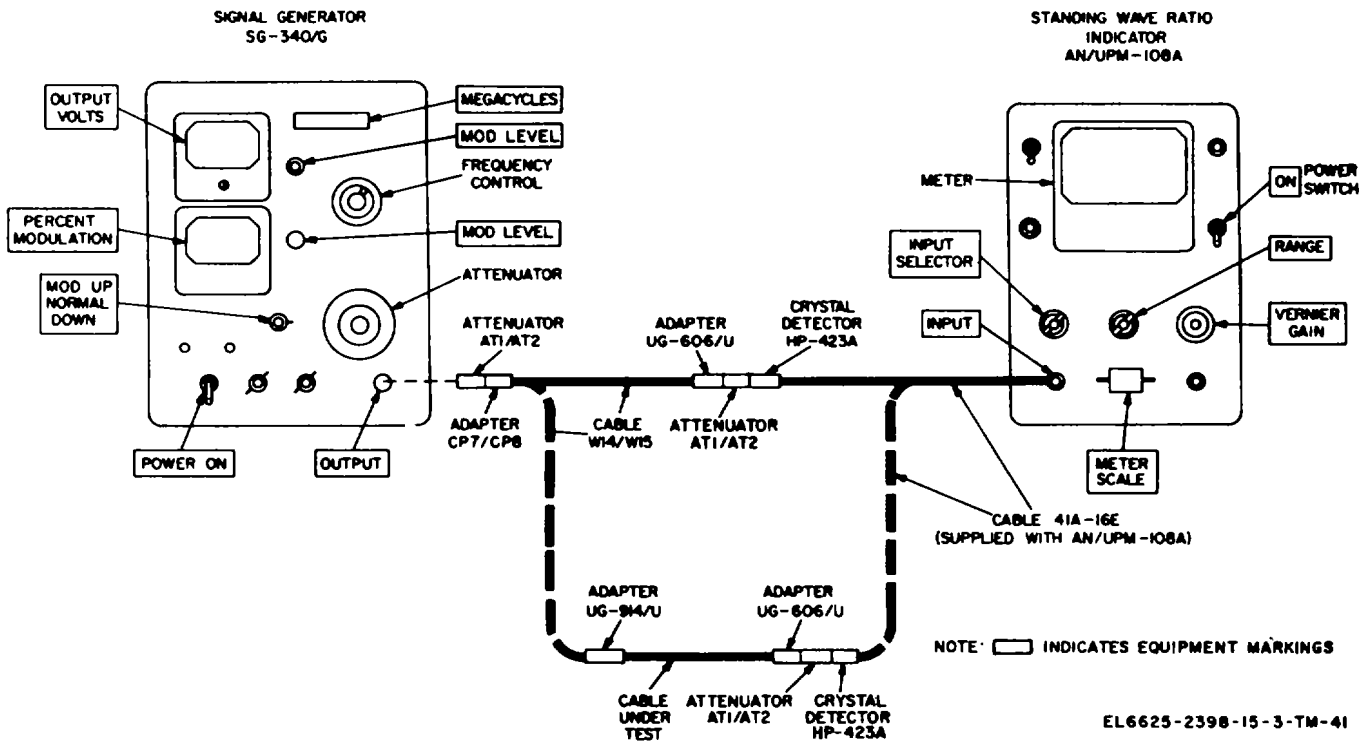 SIGNAL GENERATOR
SG-340/G
STANDING WAVE RATIO
INDICATOR
AN/UPM-108A
OUTPUT
VOLTS
MEGACYCLES
MOD LEVEL
FREQUENCY
CONTROL
PERCENT
MODULATION
MOD LEVEL
MOD UP
NORMAL
DOWN
ATTENUATOR
POWER ON
OUTPUT
ATTENUATOR
AT1/AT2
ADAPTER
CP7/CP8
CABLE
W14/W15
ADAPTER
UG-606/U
ATTENUATOR
AT1/AT2
CRYSTAL
DETECTOR
HP-423A
METER
ON
POWER
SWITCH
INPUT
SELECTOR
RANGE
INPUT
VERNIER
GAIN
METER
SCALE
CABLE 41A-16E
(SUPPLIED WITH AN/UPM-108A)
ADAPTER
UG-914/U
ADAPTER
UG-606/U
CABLE
UNDER
TEST
ATTENUATOR
AT1/AT2
CRYSTAL
DETECTOR
HP-423A
NOTE: INDICATES EQUIPMENT MARKINGS
EL6625-2398-15-3-TM-41